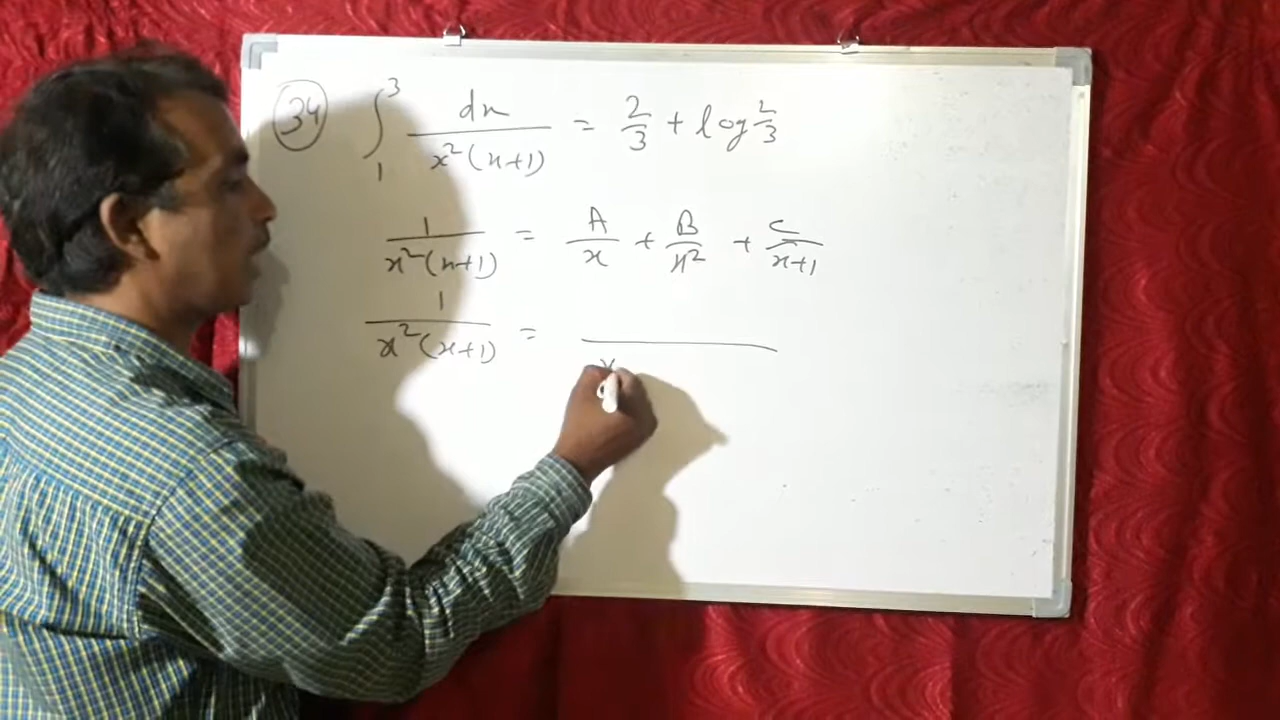 (34) ∫₁³ dx / x²(x+1) = 2/3 + log 2/3
1 / x²(x+1) = A/x + B/x² + C/x+1
1 / x²(x+1) = ――― / x